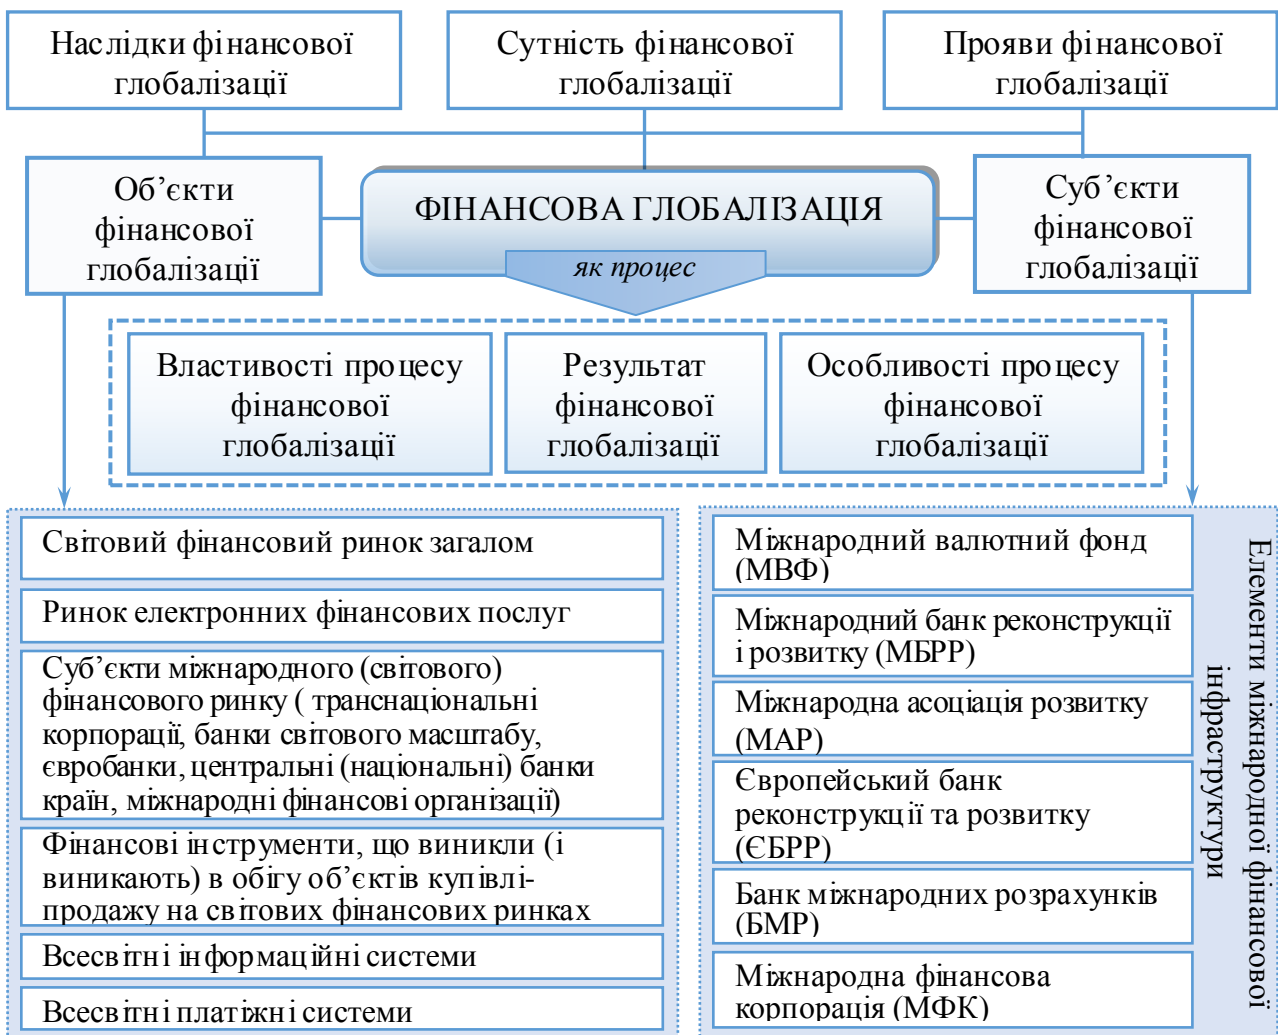 Наслідки фінансової
глобалізації
Сутність фінансової
глобалізації
Прояви фінансової
глобалізації
Об’єкти
фінансової
глобалізації
ФІНАНСОВА ГЛОБАЛІЗАЦІЯ
як процес
Суб’єкти
фінансової
глобалізації
Властивості процесу
фінансової
глобалізації
Результат
фінансової
глобалізації
Особливості процесу
фінансової
глобалізації
Світовий фінансовий ринок загалом
Ринок електронних фінансових послуг
Суб’єкти міжнародного (світового)
фінансового ринку ( транснаціональні
корпорації, банки світового масштабу,
євробанки, центральні (національні) банки
країн, міжнародні фінансові організації)
Фінансові інструменти, що виникли (і
виникають) в обігу об’єктів купівлі-
продажу на світових фінансових ринках
Всесвітні інформаційні системи
Всесвітні платіжні системи
Міжнародний валютний фонд
(МВФ)
Міжнародний банк реконструкції
і розвитку (МБРР)
Міжнародна асоціація розвитку
(МАР)
Європейський банк
реконструкції та розвитку
(ЄБРР)
Банк міжнародних розрахунків
(БМР)
Міжнародна фінансова
корпорація (МФК)
Елементи міжнародної фінансової
інфраструктури